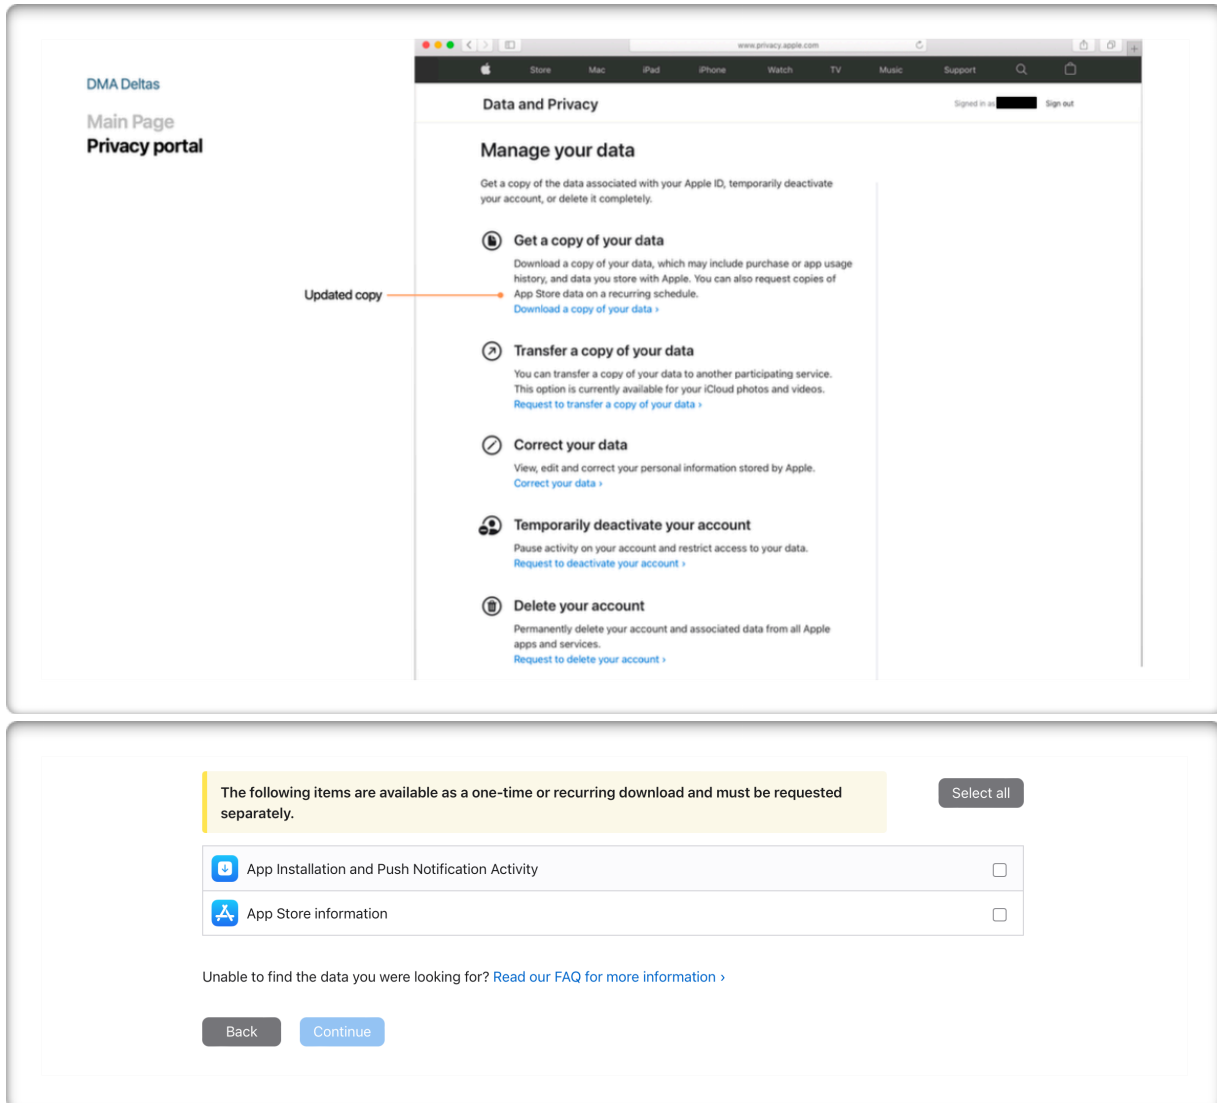 www.privacy.apple.com
Store Mac iPad iPhone Watch TV Music Support
DMA Deltas
Main Page
Privacy portal
Data and Privacy
Signed in as
Sign out
Manage your data
Get a copy of the data associated with your Apple ID, temporarily deactivate
your account, or delete it completely.
Get a copy of your data
Download a copy of your data, which may include purchase or app usage
history, and data you store with Apple. You can also request copies of
App Store data on a recurring schedule.
Updated copy
Download a copy of your data ›
Transfer a copy of your data
You can transfer a copy of your data to another participating service.
This option is currently available for your iCloud photos and videos.
Request to transfer a copy of your data ›
Correct your data
View, edit and correct your personal information stored by Apple.
Correct your data ›
Temporarily deactivate your account
Pause activity on your account and restrict access to your data.
Request to deactivate your account ›
Delete your account
Permanently delete your account and associated data from all Apple
apps and services.
Request to delete your account ›
The following items are available as a one-time or recurring download and must be requested
separately.
Select all
App Installation and Push Notification Activity
App Store information
Unable to find the data you were looking for? Read our FAQ for more information ›
Back
Continue